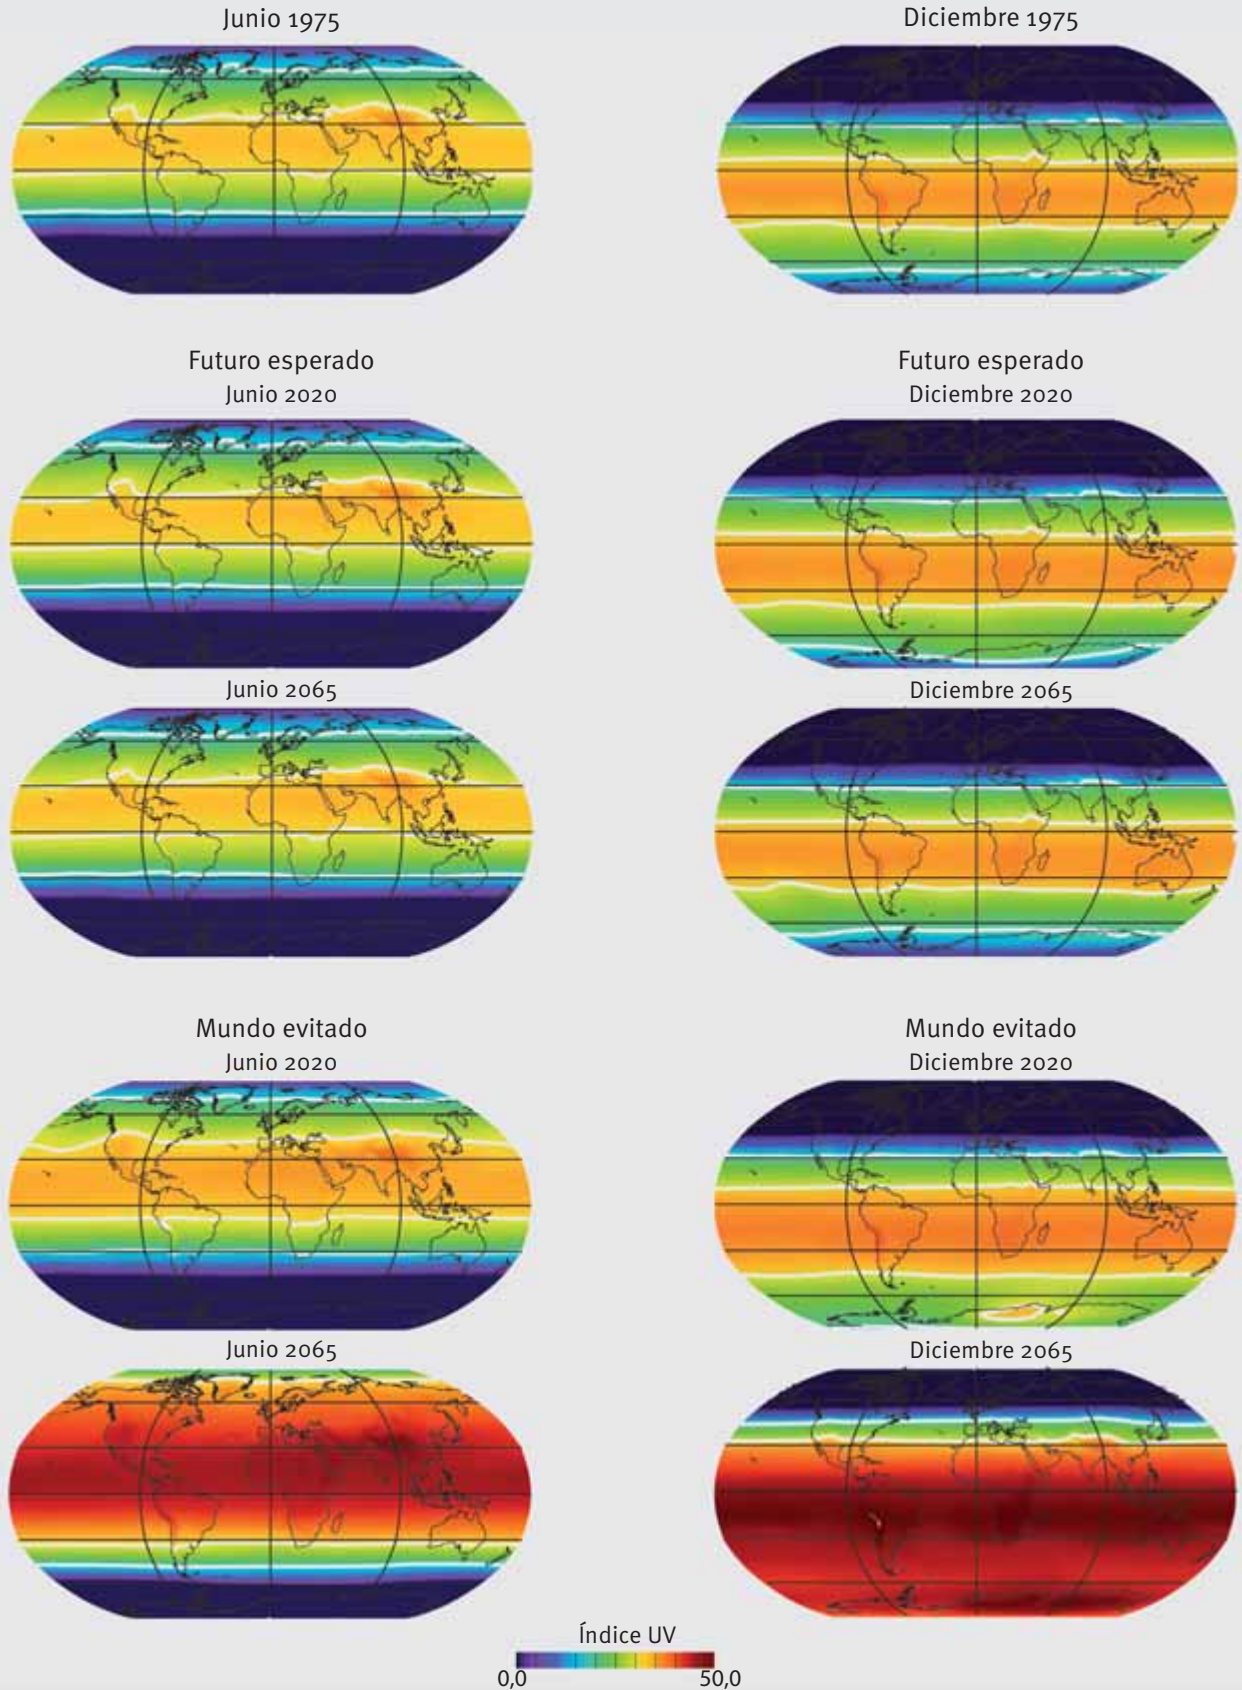 Junio 1975
Diciembre 1975
Futuro esperado
Junio 2020
Futuro esperado
Diciembre 2020
Junio 2065
Diciembre 2065
Mundo evitado
Junio 2020
Mundo evitado
Diciembre 2020
Junio 2065
Diciembre 2065
Índice UV
0,0
50,0